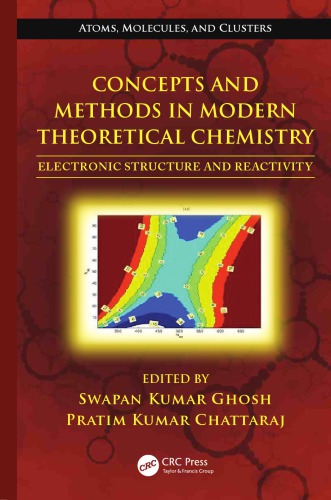 ATOMS, MOLECULES, AND CLUSTERS
CONCEPTS AND
METHODS IN MODERN
THEORETICAL CHEMISTRY
ELECTRONIC STRUCTURE AND REACTIVITY
EDITED BY
SWAPAN KUMAR GHOSH
PRATIM KUMAR CHATTARAJ
CRC
CRC Press
Taylor & Francis Group